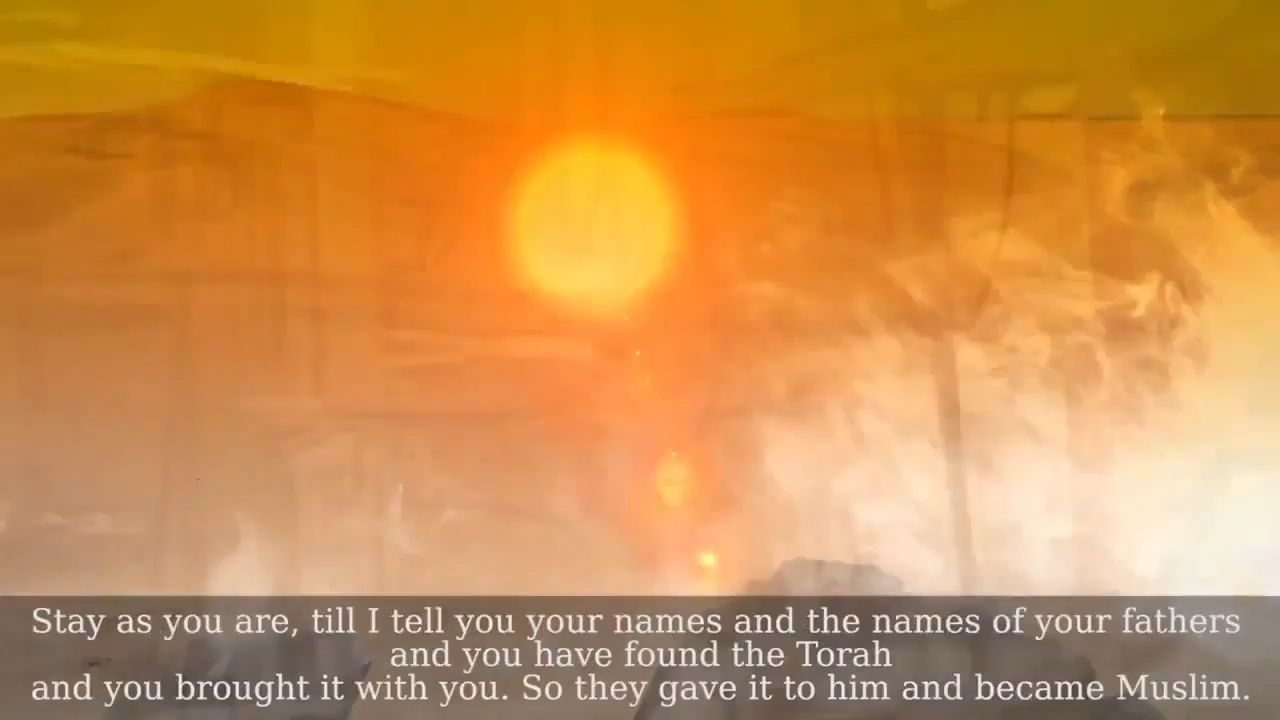 Stay as you are, till I tell you your names and the names of your fathers
and you have found the Torah
and you brought it with you. So they gave it to him and became Muslim.